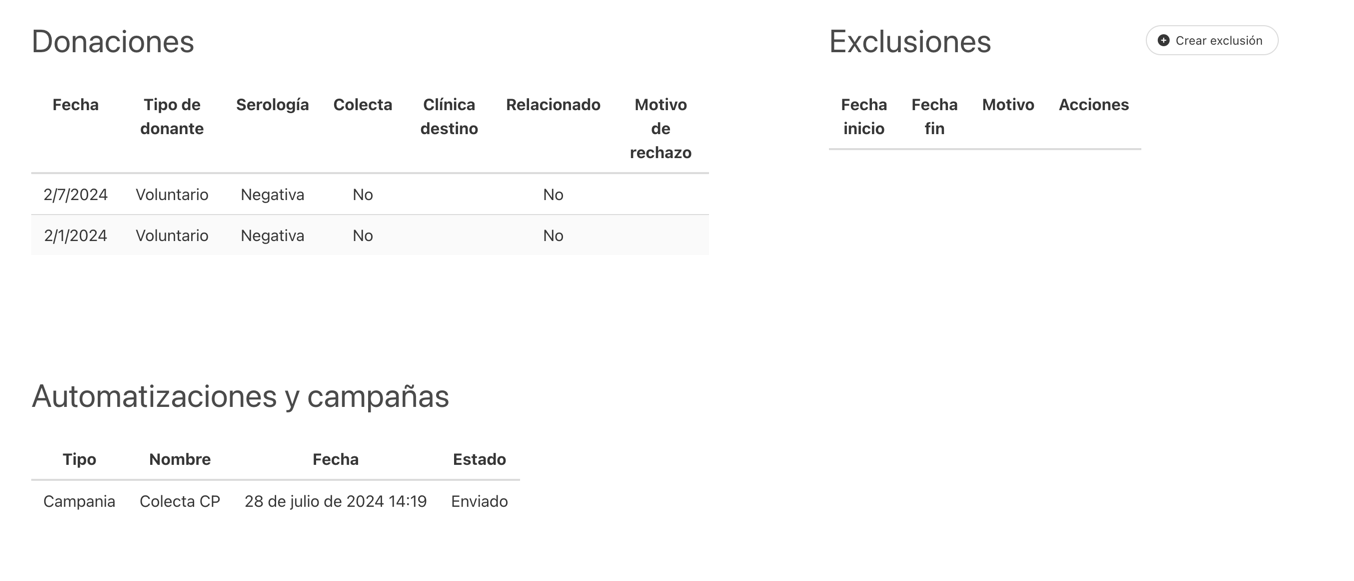 Donaciones
Fecha Tipo de donante Serología Colecta Clínica destino Relacionado Motivo de rechazo
2/7/2024 Voluntario Negativa No No
2/1/2024 Voluntario Negativa No No
Exclusiones
Crear exclusión
Fecha inicio Fecha fin Motivo Acciones
Automatizaciones y campañas
Tipo Nombre Fecha Estado
Campania Colecta CP 28 de julio de 2024 14:19 Enviado